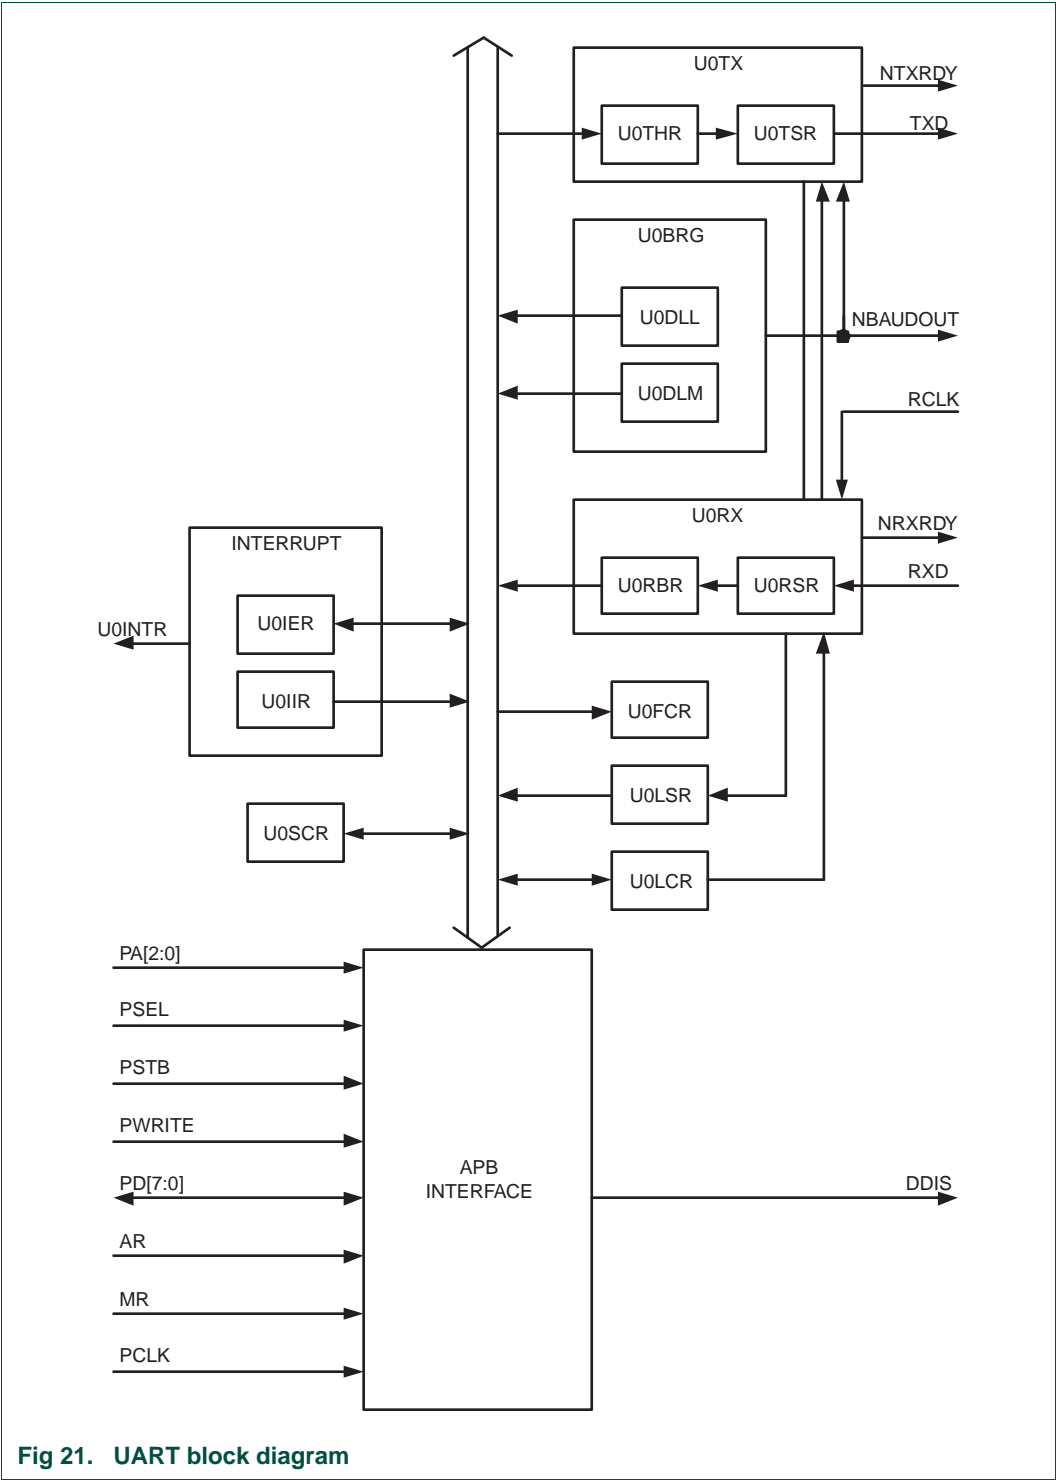 U0TX
NTXRDY
U0THR
U0TSR
TXD
U0BRG
U0DLL
NBAUDOUT
U0DLM
RCLK
U0RX
NRXRDY
INTERRUPT
U0RBR
U0RSR
RXD
U0IER
U0INTR
U0IIR
U0FCR
U0LSR
U0SCR
U0LCR
PA[2:0]
PSEL
PSTB
PWRITE
APB
INTERFACE
PD[7:0]
DDIS
AR
MR
PCLK
Fig 21. UART block diagram